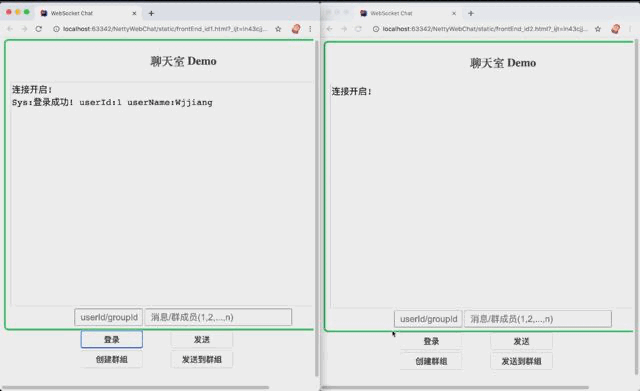 WebSocket Chat
localhost:63342/NettyWebChat/static/frontEnd_id1.html?_ijt=ln43cjj...
聊天室 Demo
连接开启!
Sys:登录成功! userId:1 userName:Wjjiang
userId/groupId
消息/群成员(1,2,...,n)
登录
发送
创建群组
发送到群组
WebSocket Chat
localhost:63342/NettyWebChat/static/frontEnd_id2.html?_ijt=ln43cj...
聊天室 Demo
连接开启!
userId/groupId
消息/群成员(1,2,...,n)
登录
发送
创建群组
发送到群组